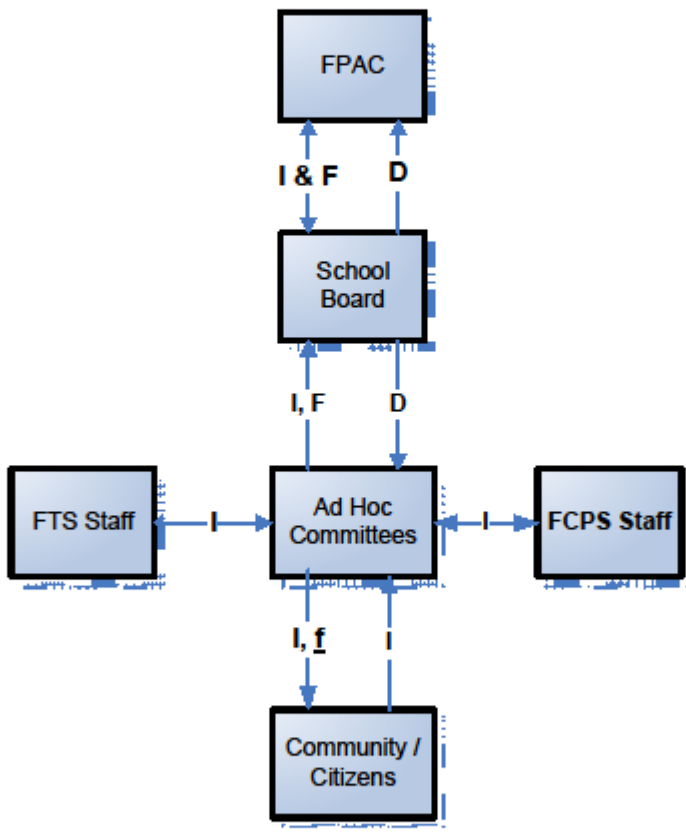 FPAC
I & F
D
School
Board
I, F
D
FTS Staff
I
Ad Hoc
Committees
I
FCPS Staff
I, f
I
Community /
Citizens